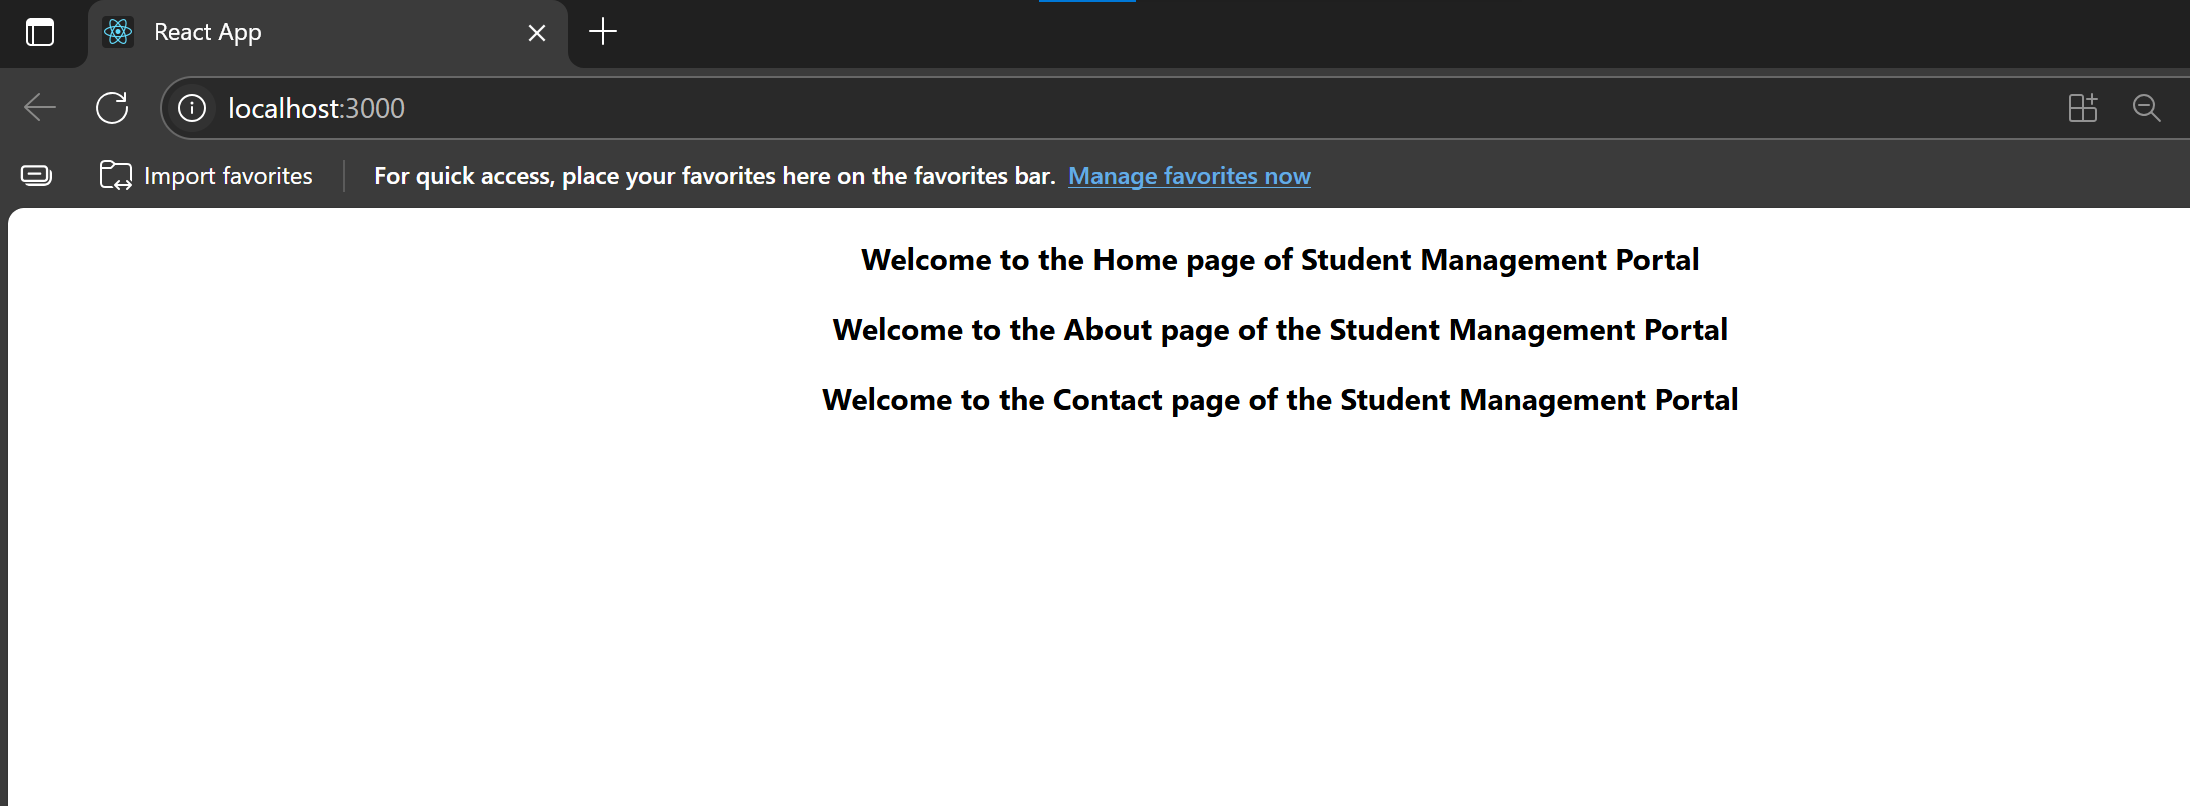 React App
localhost:3000
Import favorites
For quick access, place your favorites here on the favorites bar. Manage favorites now
Welcome to the Home page of Student Management Portal
Welcome to the About page of the Student Management Portal
Welcome to the Contact page of the Student Management Portal